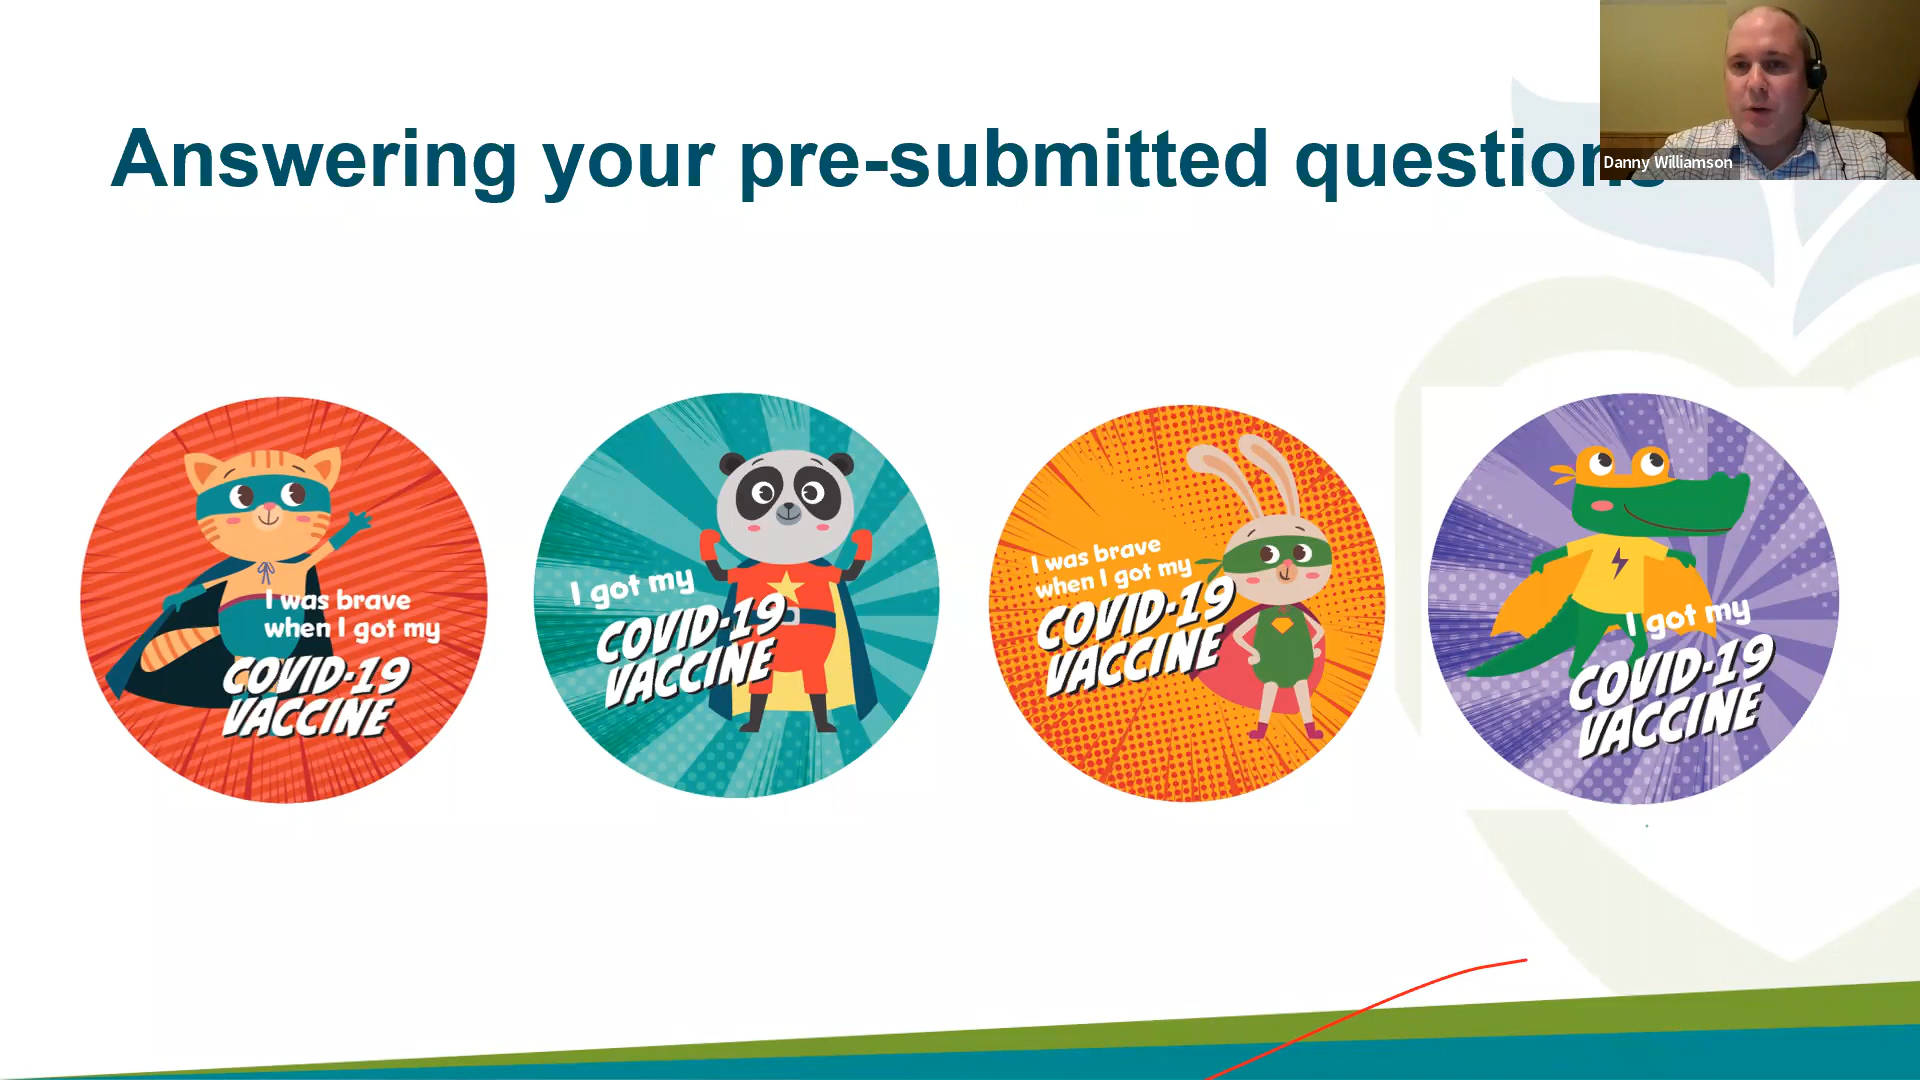 Answering your pre-submitted questions
Danny Williamson
I was brave
when I got my
COVID-19
VACCINE
I got my
COVID-19
VACCINE
I was brave
when I got my
COVID-19
VACCINE
I got my
COVID-19
VACCINE